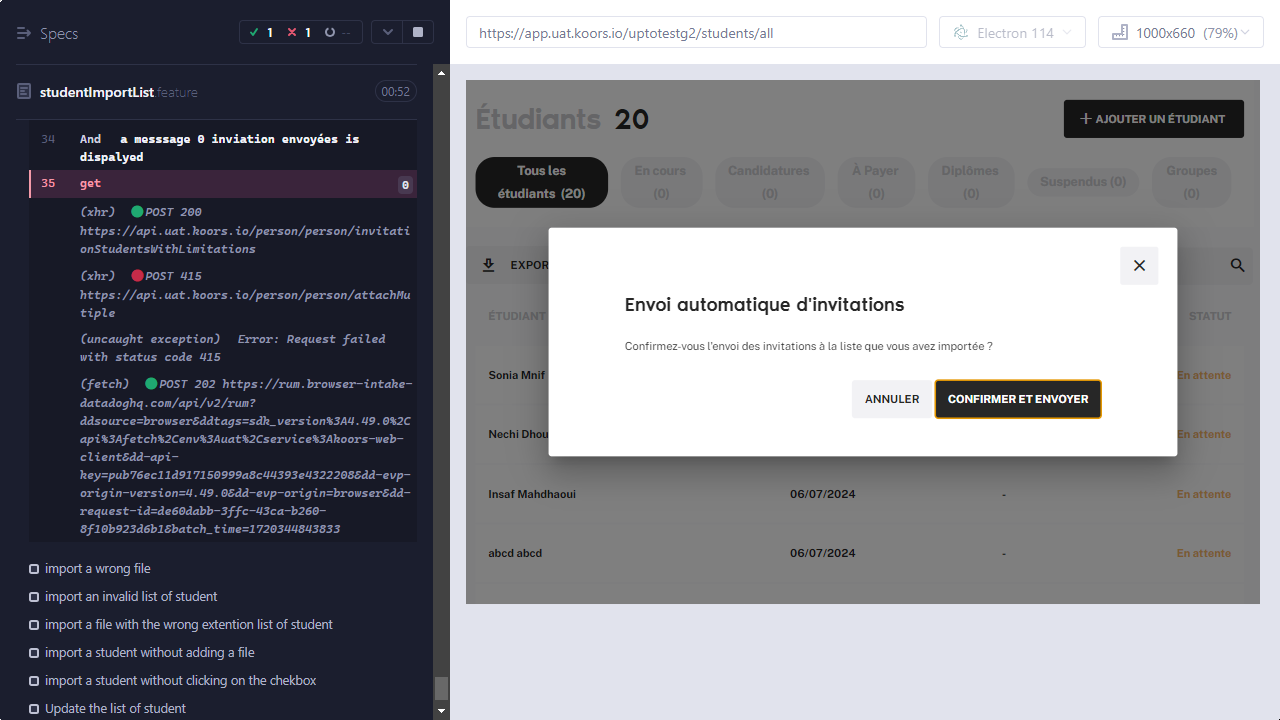 Specs
1
1
--
studentImportList.feature
00:52
34 And a messsage 0 inviation envoyées is
dispalyed
35 get 0
(xhr) POST 200
https://api.uat.koors.io/person/person/invitati
onStudentsWithLimitations
(xhr) POST 415
https://api.uat.koors.io/person/person/attachMu
ltiple
(uncaught exception) Error: Request failed
with status code 415
(fetch) POST 202 https://rum.browser-intake-
datadoghq.com/api/v2/rum?
ddsource=browser&ddtags=sdk_version%3A4.49.0%2C
api%3Afetch%2Cenv%3Auat%2Cservice%3Akoors-web-
client&dd-api-
key=pub76ec11d917150999a8c44393e4322208&dd-evp-
origin-version=4.49.0&dd-evp-origin=browser&dd-
request-id=de60dabb-3ffc-43ca-b260-
8f10b923d6b1&batch_time=1720344843833
import a wrong file
import an invalid list of student
import a file with the wrong extention list of student
import a student without adding a file
import a student without clicking on the chekbox
Update the list of student
https://app.uat.koors.io/uptotestg2/students/all
Electron 114
1000x660 (79%)
Étudiants 20
AJOUTER UN ÉTUDIANT
Tous les
étudiants (20)
En cours
(0)
Candidatures
(0)
À Payer
(0)
Diplômes
(0)
Suspendus (0)
Groupes
(0)
EXPOR
ÉTUDIANT
STATUT
Envoi automatique d'invitations
Confirmez-vous l'envoi des invitations à la liste que vous avez importée ?
ANNULER
CONFIRMER ET ENVOYER
Sonia Mnif
En attente
Nechi Dhou
En attente
Insaf Mahdhaoui 06/07/2024 - En attente
abcd abcd 06/07/2024 - En attente